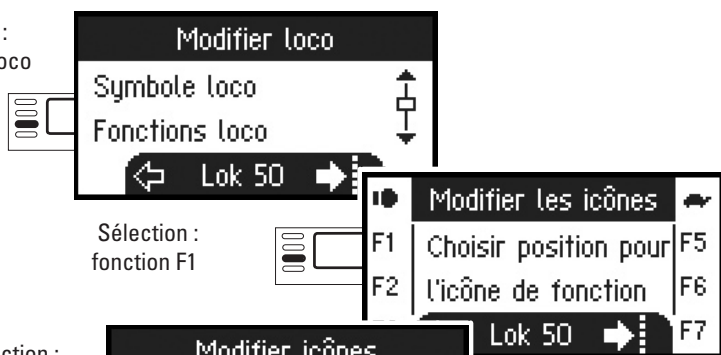 :
oco
Modifier loco
Symbole loco
Fonctions loco
Lok 50
Sélection :
fonction F1
Modifier les icônes
F1 Choisir position pour F5
F2 l'icône de fonction F6
Lok 50 F7
ction :
Modifier icônes